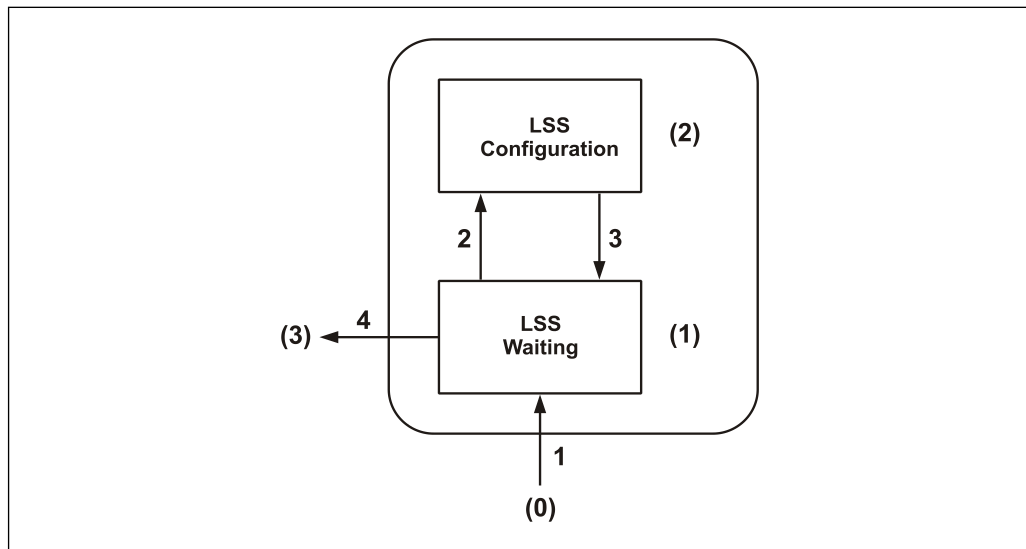 LSS
Configuration
(2)
2
3
LSS
Waiting
(1)
4
(3)
1
(0)